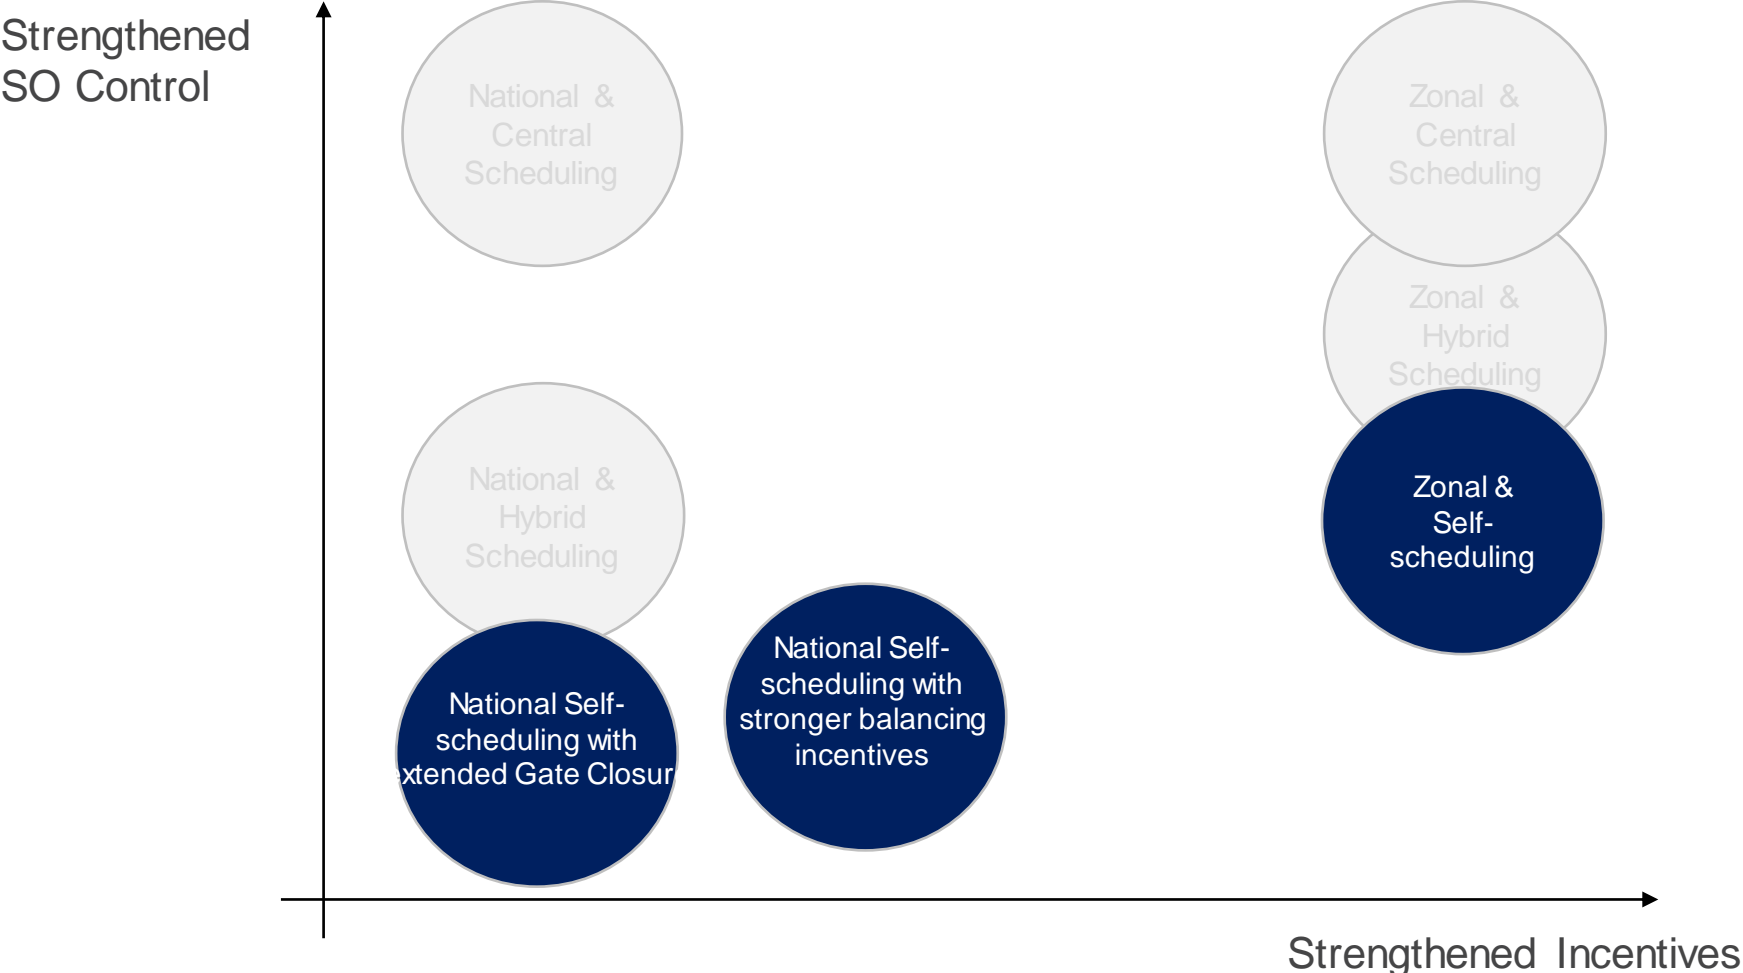 Strengthened
SO Control
National &
Central
Scheduling
Zonal &
Central
Scheduling
Zonal &
Hybrid
Scheduling
National &
Hybrid
Scheduling
Zonal &
Self-
scheduling
National Self-
scheduling with
stronger balancing
incentives
National Self-
scheduling with
extended Gate Closur
Strengthened Incentives